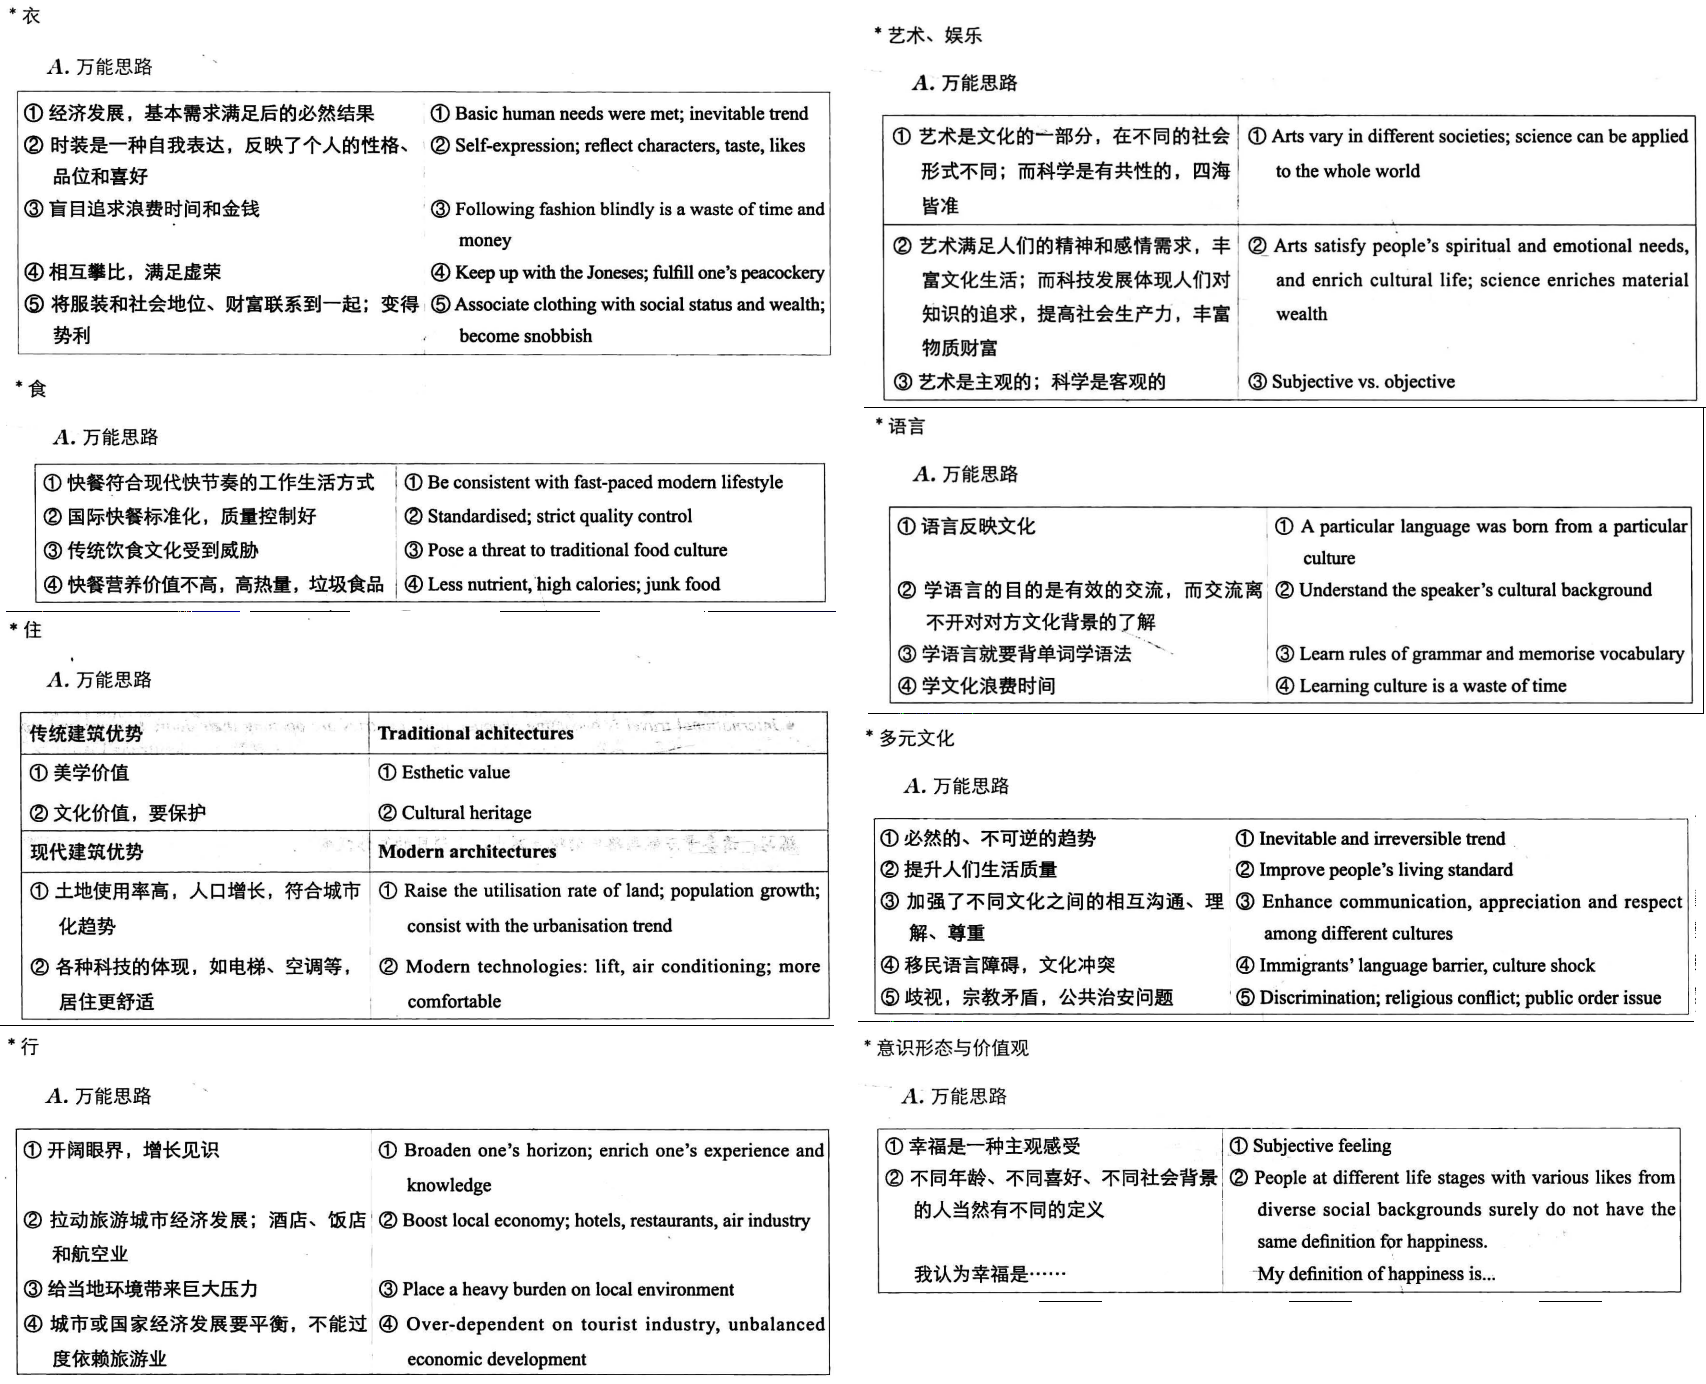 * 衣
A. 万能思路
① 经济发展，基本需求满足后的必然结果
① Basic human needs were met; inevitable trend
② 时装是一种自我表达，反映了个人的性格、
品位和喜好
② Self-expression; reflect characters, taste, likes
③ 盲目追求浪费时间和金钱
③ Following fashion blindly is a waste of time and
money
④ 相互攀比，满足虚荣
④ Keep up with the Joneses; fulfill one's peacockery
⑤ 将服装和社会地位、财富联系到一起；变得
势利
⑤ Associate clothing with social status and wealth;
become snobbish
* 食
A. 万能思路
① 快餐符合现代快节奏的工作生活方式
① Be consistent with fast-paced modern lifestyle
② 国际快餐标准化，质量控制好
② Standardised; strict quality control
③ 传统饮食文化受到威胁
③ Pose a threat to traditional food culture
④ 快餐营养价值不高，高热量，垃圾食品
④ Less nutrient, high calories; junk food
* 住
A. 万能思路
传统建筑优势
Traditional achitectures
① 美学价值
① Esthetic value
② 文化价值，要保护
② Cultural heritage
现代建筑优势
Modern architectures
① 土地使用率高，人口增长，符合城市
化趋势
① Raise the utilisation rate of land; population growth;
consist with the urbanisation trend
② 各种科技的体现，如电梯、空调等，
居住更舒适
② Modern technologies: lift, air conditioning; more
comfortable
* 行
A. 万能思路
① 开阔眼界，增长见识
① Broaden one's horizon; enrich one's experience and
knowledge
② 拉动旅游城市经济发展；酒店、饭店
和航空业
② Boost local economy; hotels, restaurants, air industry
③ 给当地环境带来巨大压力
③ Place a heavy burden on local environment
④ 城市或国家经济发展要平衡，不能过
度依赖旅游业
④ Over-dependent on tourist industry, unbalanced
economic development
* 艺术、娱乐
A. 万能思路
① 艺术是文化的一部分，在不同的社会
形式不同；而科学是有共性的，四海
皆准
① Arts vary in different societies; science can be applied
to the whole world
② 艺术满足人们的精神和感情需求，丰
富文化生活；而科技发展体现人们对
知识的追求，提高社会生产力，丰富
物质财富
② Arts satisfy people's spiritual and emotional needs,
and enrich cultural life; science enriches material
wealth
③ 艺术是主观的；科学是客观的
③ Subjective vs. objective
* 语言
A. 万能思路
① 语言反映文化
① A particular language was born from a particular
culture
② 学语言的目的是有效的交流，而交流离
不开对对方文化背景的了解
② Understand the speaker's cultural background
③ 学语言就要背单词学语法
③ Learn rules of grammar and memorise vocabulary
④ 学文化浪费时间
④ Learning culture is a waste of time
* 多元文化
A. 万能思路
① 必然的、不可逆的趋势
① Inevitable and irreversible trend
② 提升人们生活质量
② Improve people's living standard
③ 加强了不同文化之间的相互沟通、理
解、尊重
③ Enhance communication, appreciation and respect
among different cultures
④ 移民语言障碍，文化冲突
④ Immigrants' language barrier, culture shock
⑤ 歧视，宗教矛盾，公共治安问题
⑤ Discrimination; religious conflict; public order issue
* 意识形态与价值观
A. 万能思路
① 幸福是一种主观感受
① Subjective feeling
② 不同年龄、不同喜好、不同社会背景
的人当然有不同的定义
② People at different life stages with various likes from
diverse social backgrounds surely do not have the
same definition for happiness.
我认为幸福是……
My definition of happiness is...